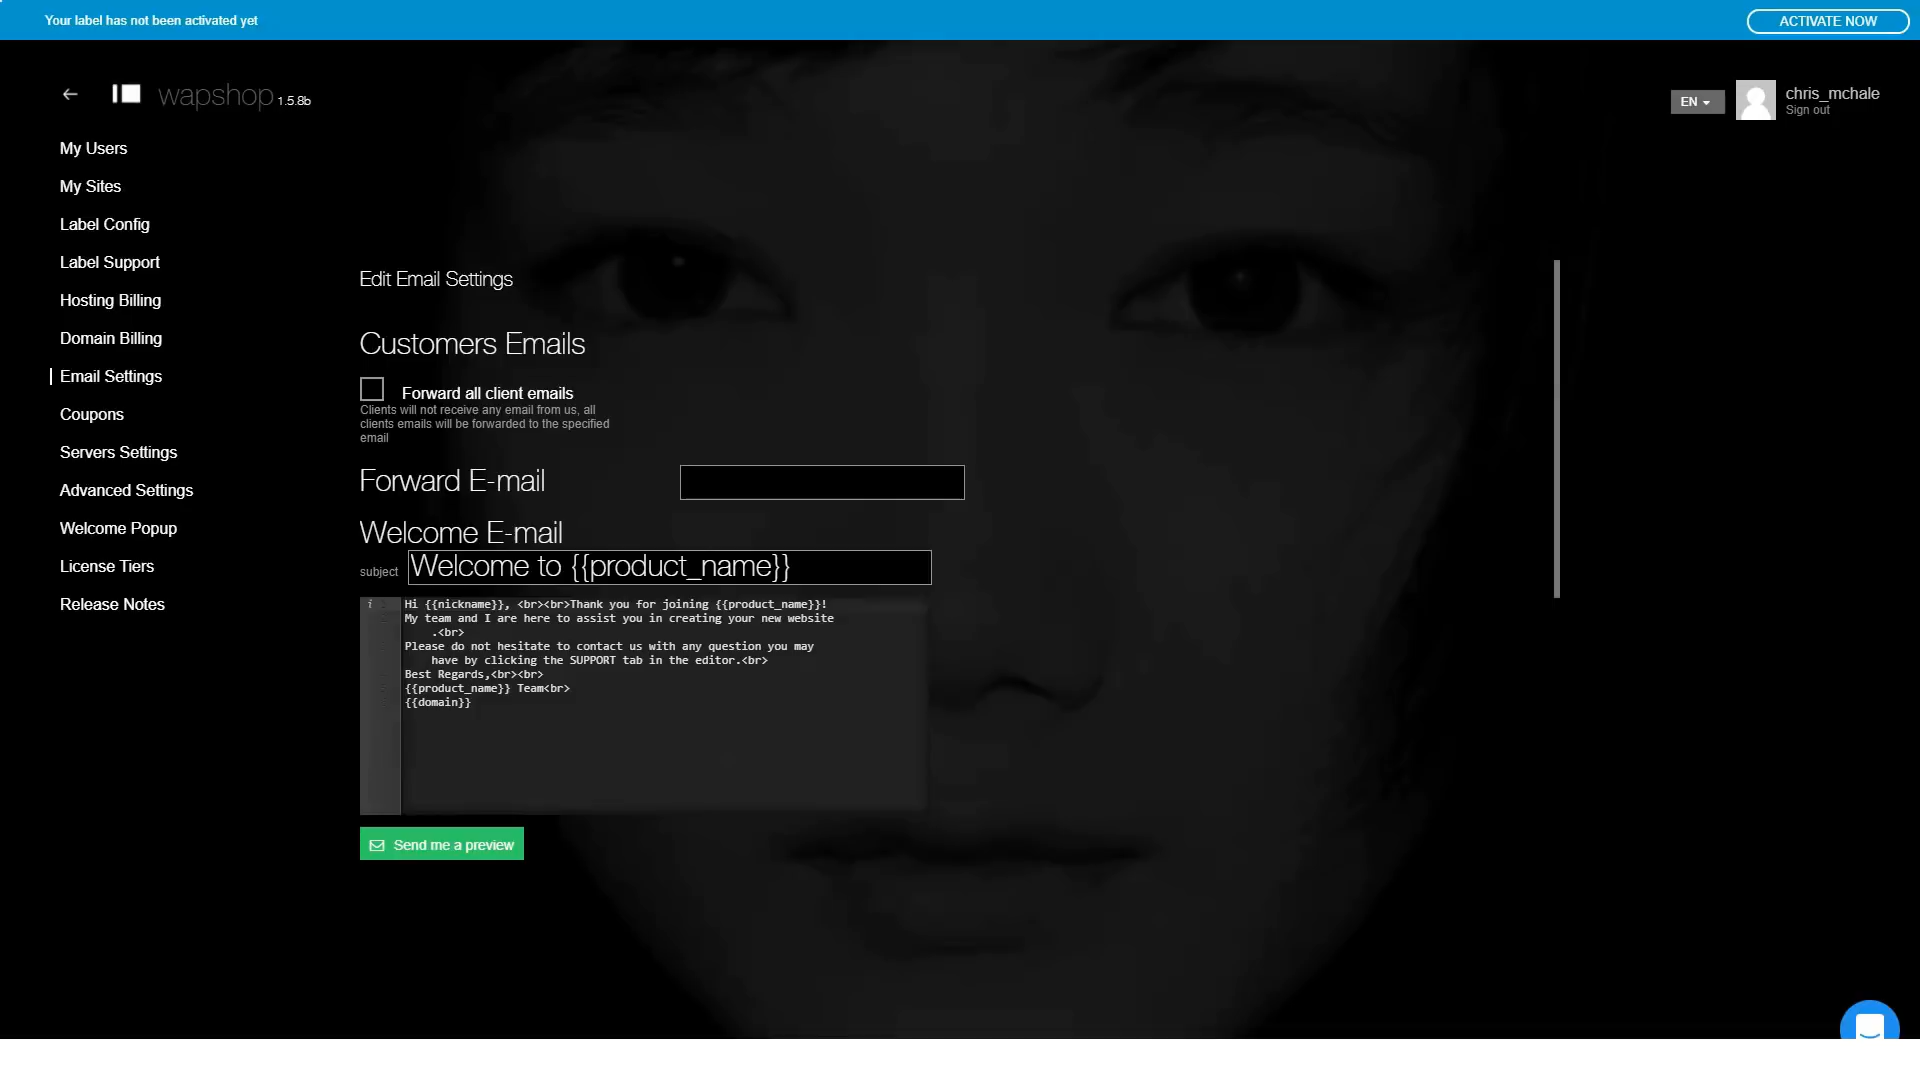 Your label has not been activated yet
ACTIVATE NOW
wapshop 1.5.8b
EN
chris_mchale
Sign out
My Users
My Sites
Label Config
Label Support
Hosting Billing
Domain Billing
Email Settings
Coupons
Servers Settings
Advanced Settings
Welcome Popup
License Tiers
Release Notes
Edit Email Settings
Customers Emails
Forward all client emails
Clients will not receive any email from us, all
clients emails will be forwarded to the specified
email
Forward E-mail
Welcome E-mail
subject
Welcome to {{product_name}}
Hi {{nickname}}, <br><br>Thank you for joining {{product_name}}!
My team and I are here to assist you in creating your new website
.<br>
Please do not hesitate to contact us with any question you may
have by clicking the SUPPORT tab in the editor.<br>
Best Regards,<br><br>
{{product_name}} Team<br>
{{domain}}
Send me a preview